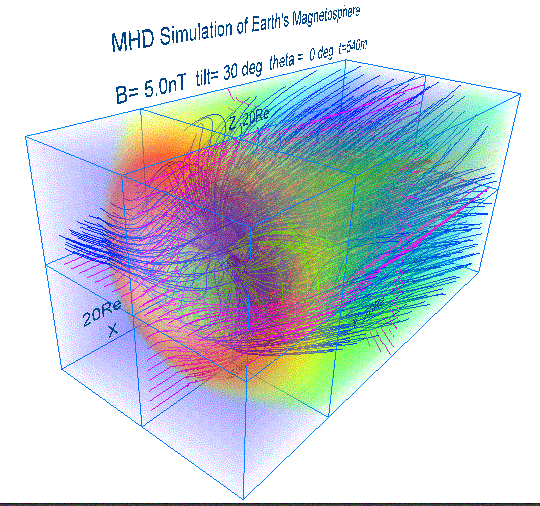 MHD Simulation of Earth's Magnetosphere
B= 5.0nT tilt= 30 deg theta = 0 deg t=540m
Z 20Re
20Re
X